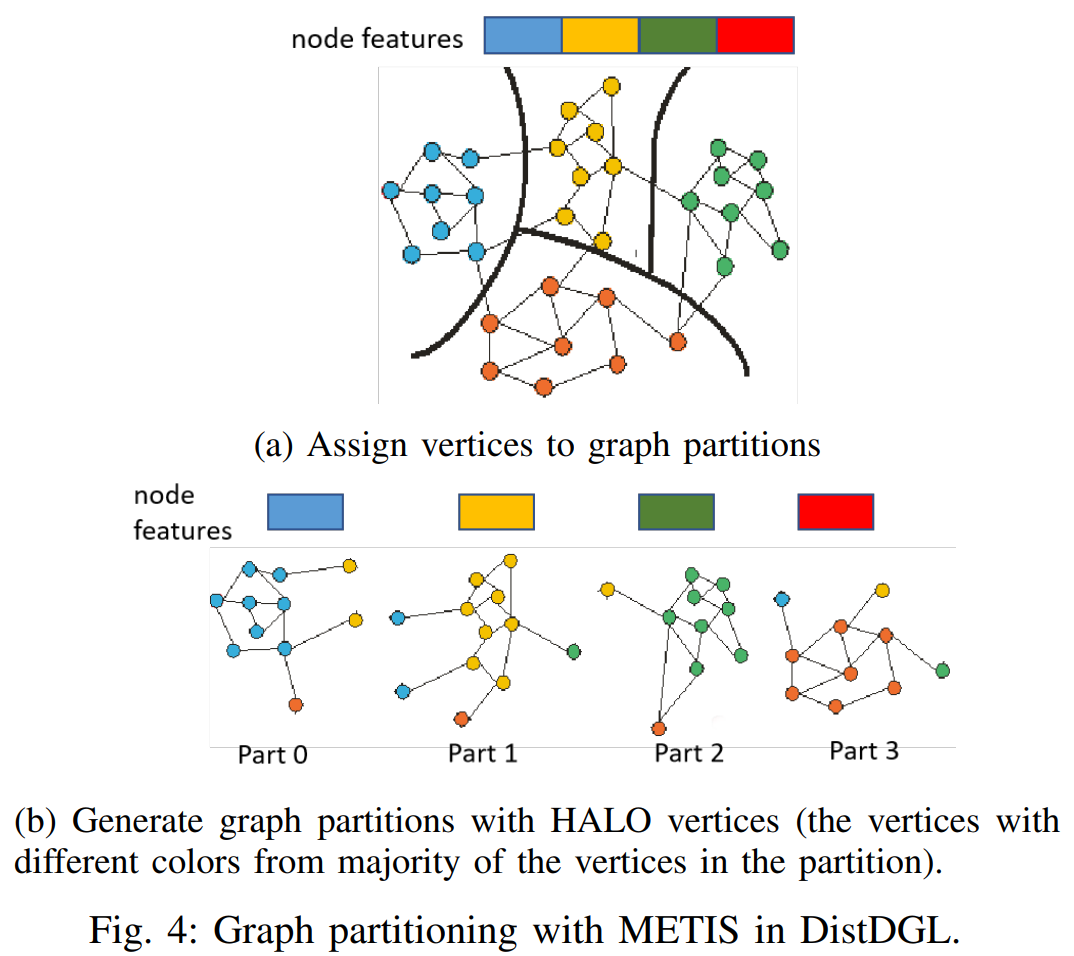 node features
(a) Assign vertices to graph partitions
node
features
Part 0
Part 1
Part 2
Part 3
(b) Generate graph partitions with HALO vertices (the vertices with
different colors from majority of the vertices in the partition).
Fig. 4: Graph partitioning with METIS in DistDGL.